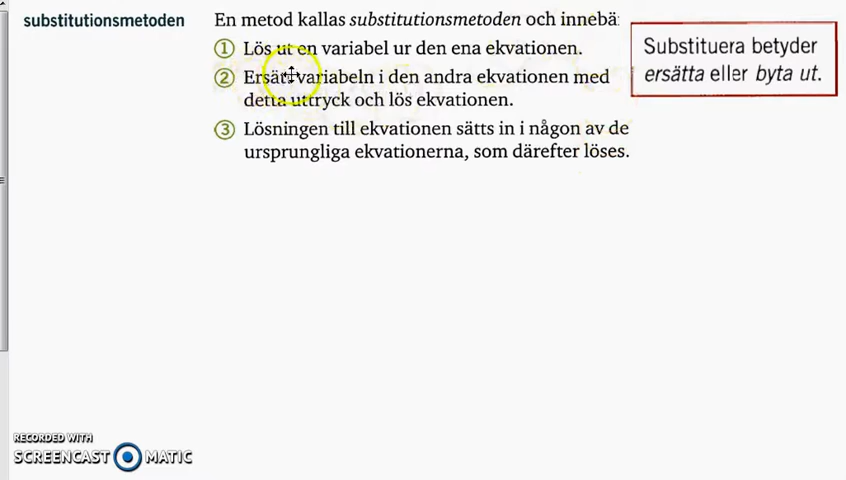 substitutionsmetoden
En metod kallas substitutionsmetoden och innebä
① Lös ut en variabel ur den ena ekvationen.
② Ersätt variabeln i den andra ekvationen med
detta uttryck och lös ekvationen.
③ Lösningen till ekvationen sätts in i någon av de
ursprungliga ekvationerna, som därefter löses.
Substituera betyder
ersätta eller byta ut.
RECORDED WITH
SCREENCAST MATIC